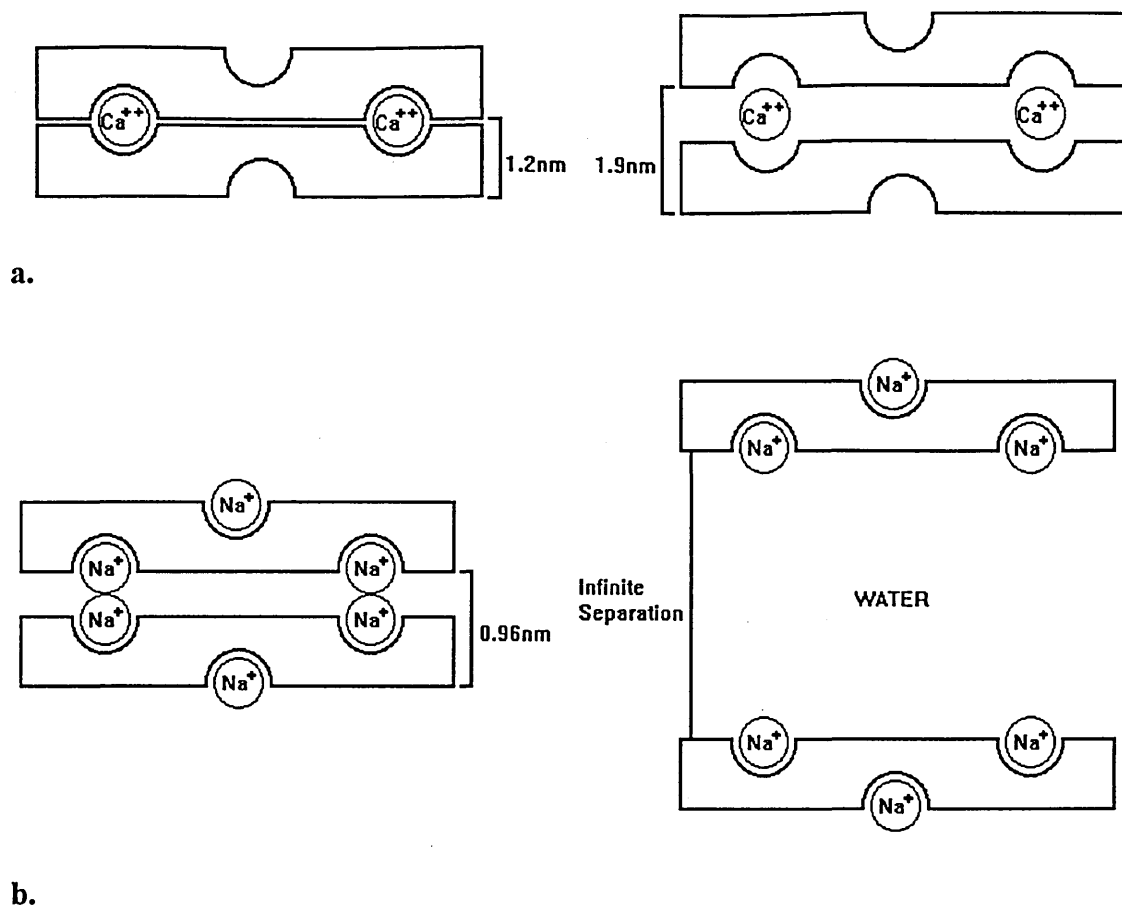 Ca++
Ca++
1.2nm
1.9nm
Ca++
Ca++
a.
Na+
Na+
Na+
Na+
Na+
Na+
0.96nm
Na+
Na+
Na+
Infinite
Separation
WATER
Na+
Na+
Na+
b.